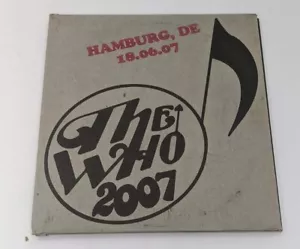 HAMBURG, DE
18.06.07
THE
WHO
2007